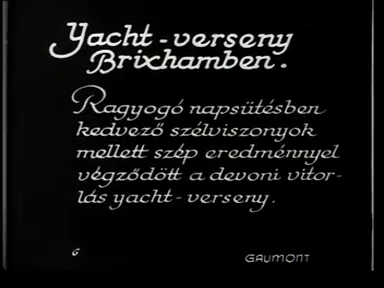 Yacht-verseny
Brixhamben.
Ragyogó napsütésben
kedvező szélviszonyok
mellett szép eredménnyel
végződött a devoni vitor-
lás yacht-verseny.
6
GAUMONT